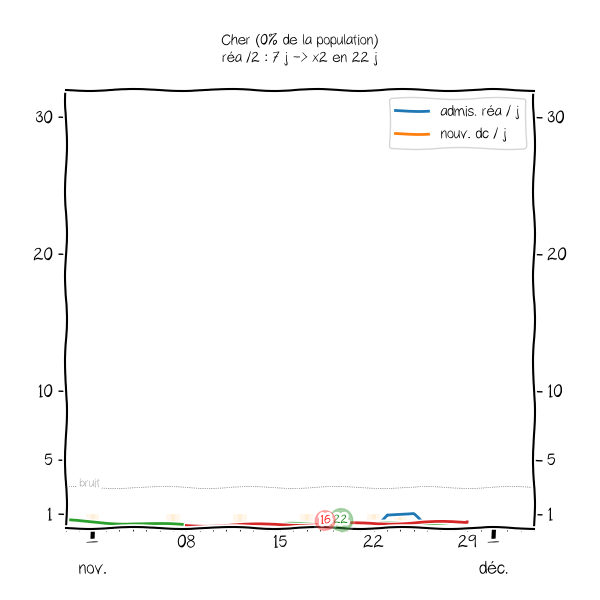 Cher (0% de la population)
réa /2 : 7 j -> x2 en 22 j
admis. réa / j
nouv. dc / j
30
30
20
20
10
10
5
5
bruit
1
1
16
22
08
15
22
29
nov.
déc.